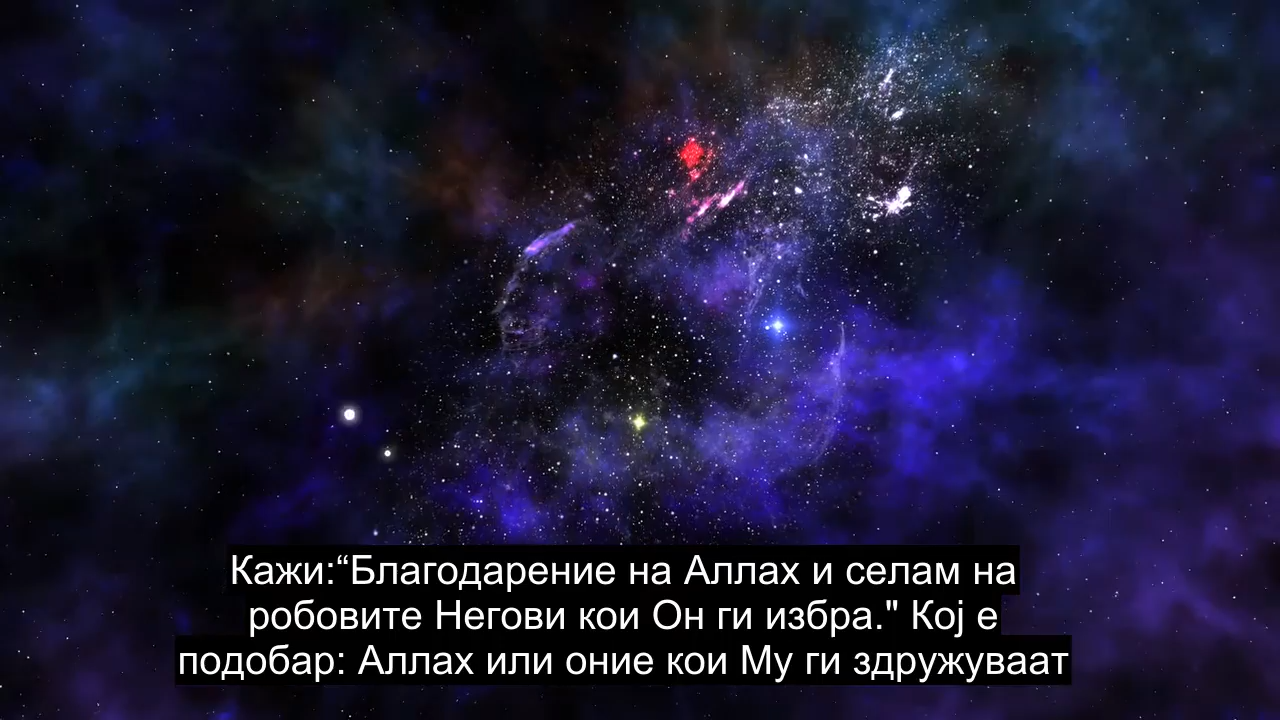 Кажи:“Благодарение на Аллах и селам на
робовите Негови кои Он ги избра." Кој е
подобар: Аллах или оние кои Му ги здружуваат